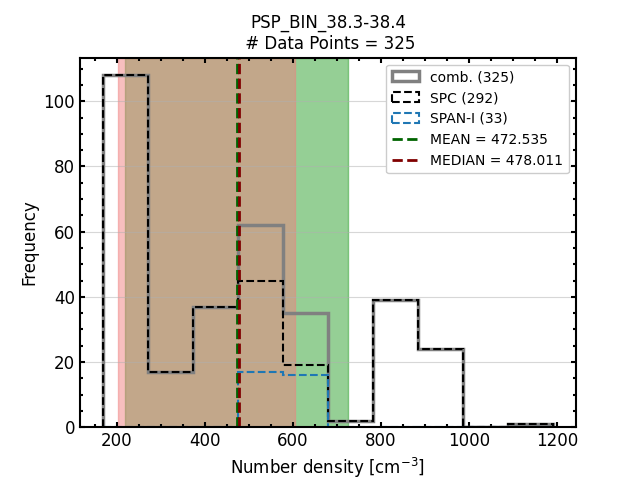 PSP_BIN_38.3-38.4
# Data Points = 325
comb. (325)
SPC (292)
SPAN-I (33)
MEAN = 472.535
MEDIAN = 478.011
Frequency
100
80
60
40
20
0
200 400 600 800 1000 1200
Number density [cm⁻³]